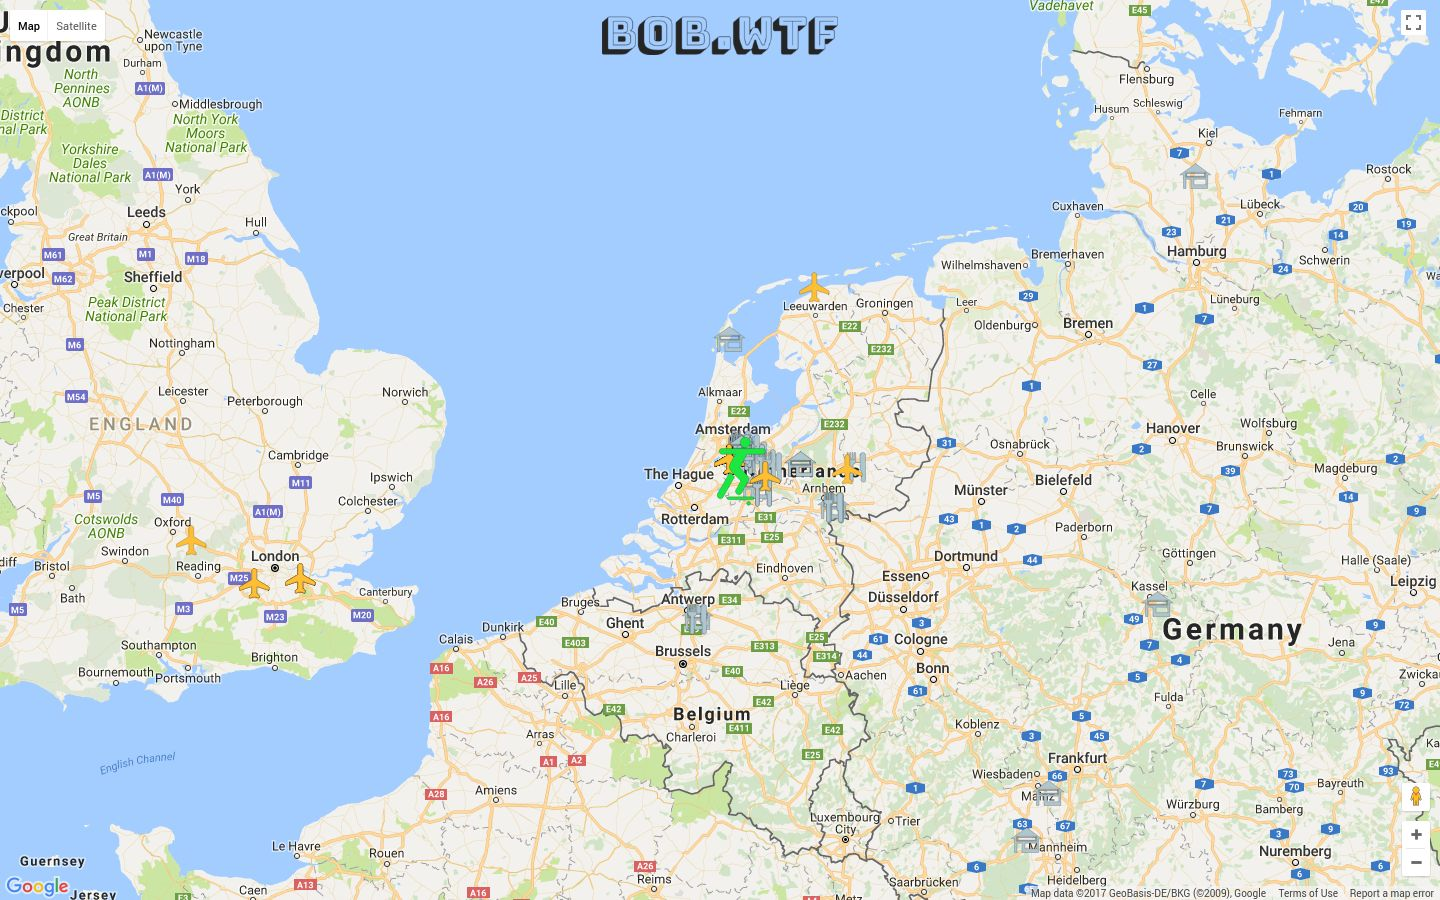 Map
Satellite
BOB.WTF
ngdom
Newcastle
upon Tyne
Durham
North
Pennines
AONB
A1(M)
Middlesbrough
North York
Moors
National Park
District
Yorkshire
Dales
National Park
A1(M)
York
Leeds
Hull
Great Britain
M61
M1
M18
M62
Sheffield
Chester
Peak District
National Park
M6
Nottingham
Leicester
Norwich
M54
Peterborough
ENGLAND
Cambridge
M11
Ipswich
M5
M40
Colchester
A1(M)
Cotswolds
AONB
Oxford
Swindon
London
Reading
Bristol
M25
Bath
Canterbury
M5
M3
M23
M20
Southampton
Brighton
Bournemouth
Portsmouth
English Channel
Guernsey
Jersey
Vadehavet
E45
E47
Flensburg
Husum
Schleswig
Fehmarn
Kiel
7
1
Rostock
Cuxhaven
Lübeck
20
21
19
23
14
Hamburg
24
Schwerin
Wilhelmshaven
Bremerhaven
Leeuwarden
Groningen
Leer
29
Lüneburg
E22
Oldenburg
Bremen
1
7
E232
27
Alkmaar
1
Celle
E22
Amsterdam
E232
31
Hanover
Wolfsburg
Osnabrück
2
Brunswick
2
The Hague
39
Magdeburg
Arnhem
Münster
Bielefeld
14
Rotterdam
E31
43
1
2
Paderborn
9
E311
E25
Göttingen
Dortmund
44
Halle (Saale)
Eindhoven
Essen
Leipzig
Kassel
Düsseldorf
Bruges
Antwerp
E34
E40
Ghent
3
49
9
Calais
Dunkirk
E403
E25
61
Cologne
Germany
Jena
Brussels
E313
E314
44
7
4
A16
E40
Aachen
Bonn
5
A26
A25
Lille
Liège
61
Fulda
9
72
E42
E42
A16
Belgium
5
Koblenz
E411
E42
3
45
Arras
Charleroi
E25
A1
A2
Frankfurt
Wiesbaden
66
73
93
A28
Amiens
1
7
70
Bayreuth
Mainz
Würzburg
Bamberg
Luxembourg
City
Trier
63
67
3
9
Le Havre
Mannheim
Rouen
Nuremberg
A26
6
6
6
Reims
Saarbrücken
Heidelberg
Caen
A13
A16
Metz
Google
Map data ©2017 GeoBasis-DE/BKG (©2009), Google
Terms of Use
Report a map error